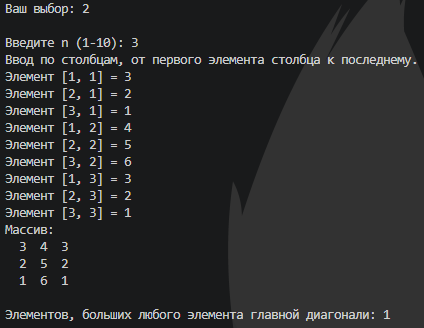 Ваш выбор: 2
Введите n (1-10): 3
Ввод по столбцам, от первого элемента столбца к последнему.
Элемент [1, 1] = 3
Элемент [2, 1] = 2
Элемент [3, 1] = 1
Элемент [1, 2] = 4
Элемент [2, 2] = 5
Элемент [3, 2] = 6
Элемент [1, 3] = 3
Элемент [2, 3] = 2
Элемент [3, 3] = 1
Массив:
3 4 3
2 5 2
1 6 1
Элементов, больших любого элемента главной диагонали: 1